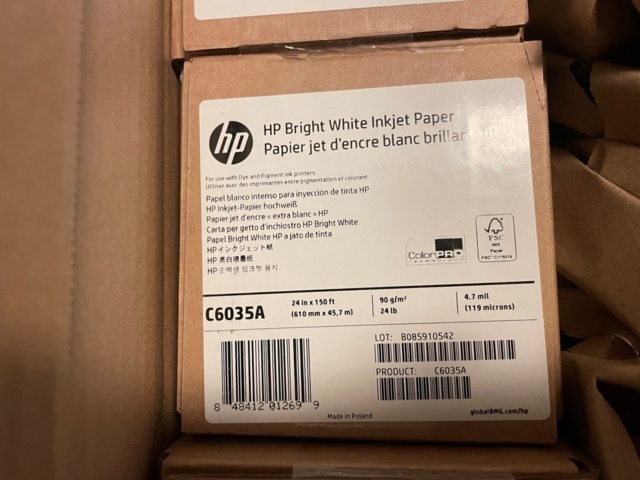 hp
HP Bright White Inkjet Paper
Papier jet d'encre blanc brillant HP
For use with Dye and Pigment ink printers
Utiliser avec des imprimantes encre pigmentation et colorant
Papel blanco intenso para inyección de tinta HP
HP Inkjet-Papier hochweiß
Papier jet d'encre « extra blanc » HP
Carta per getto d'inchiostro HP Bright White
Papel Bright White HP a jato de tinta
HP インクジェット紙
HP 亮白噴墨紙
HP 순백색 잉크젯 용지
ColorPRO
TECHNOLOGY
FSC
MIX
Paper
C6035A
24 in x 150 ft
(610 mm x 45,7 m)
90 g/m²
24 lb
4.7 mil
(119 microns)
LOT: B085910542
PRODUCT: C6035A
8 48412 01269 9
Made in Poland
globalBMG.com/hp